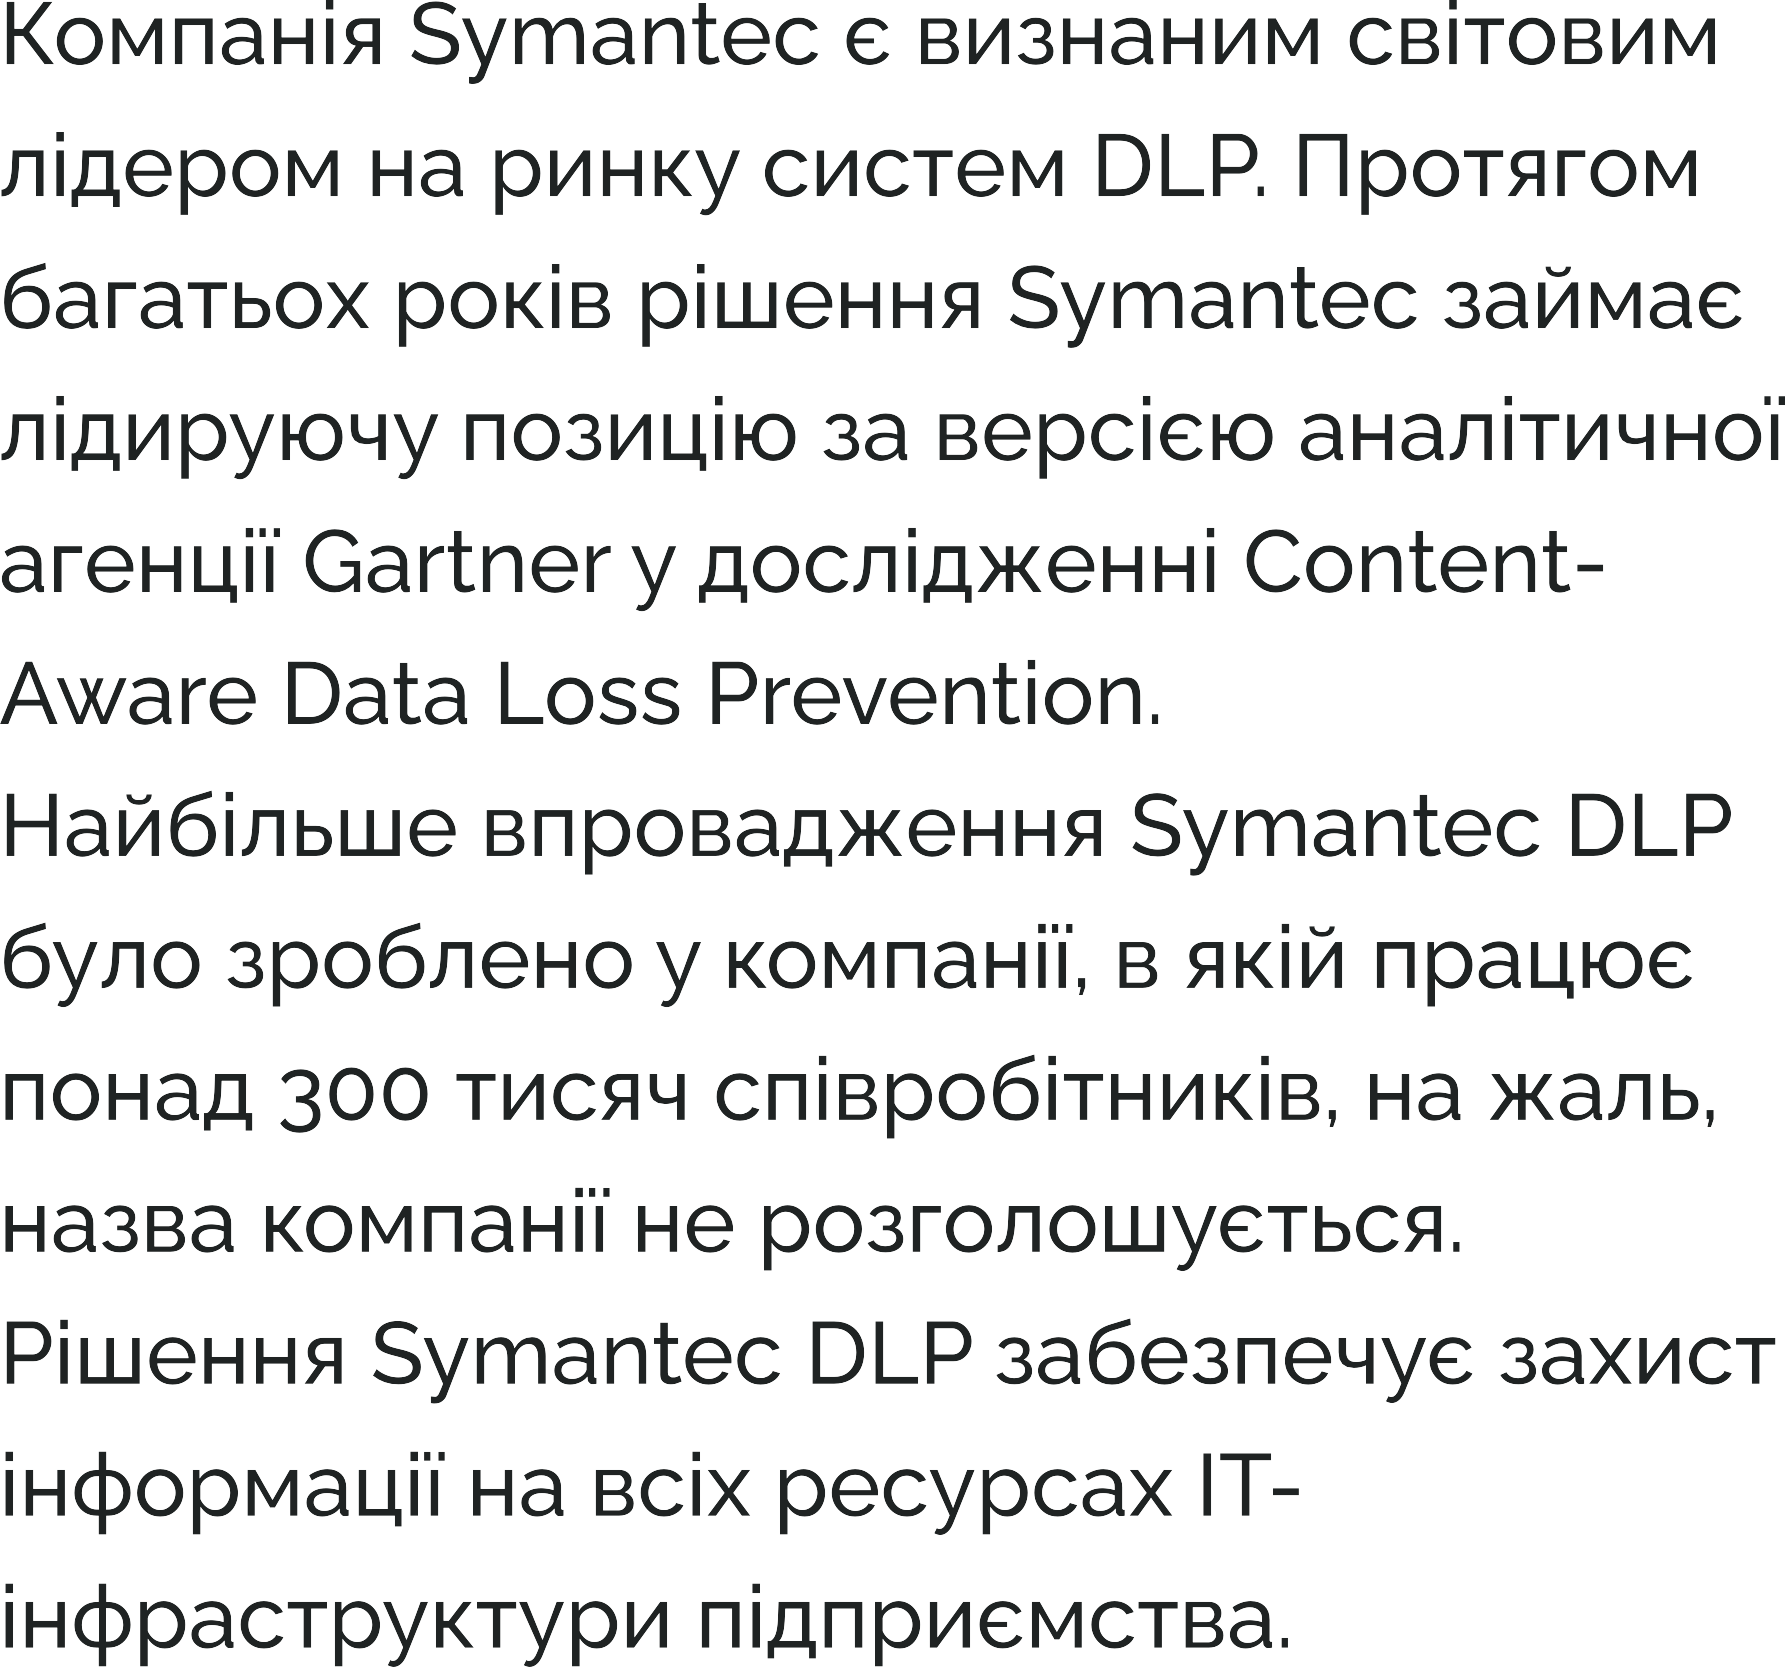 Компанія Symantec є визнаним світовим
лідером на ринку систем DLP. Протягом
багатьох років рішення Symantec займає
лідируючу позицію за версією аналітичної
агенції Gartner у дослідженні Content-
Aware Data Loss Prevention.
Найбільше впровадження Symantec DLP
було зроблено у компанії, в якій працює
понад 300 тисяч співробітників, на жаль,
назва компанії не розголошується.
Рішення Symantec DLP забезпечує захист
інформації на всіх ресурсах IT-
інфраструктури підприємства.